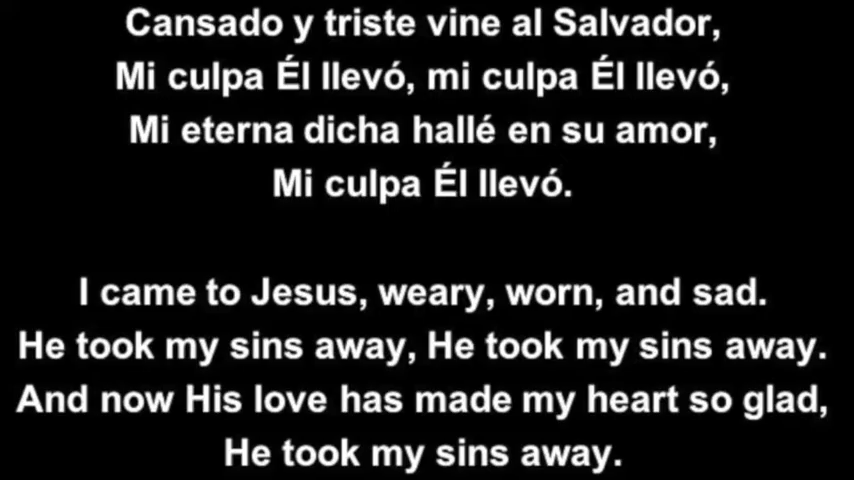 Cansado y triste vine al Salvador,
Mi culpa Él llevó, mi culpa Él llevó,
Mi eterna dicha hallé en su amor,
Mi culpa Él llevó.
I came to Jesus, weary, worn, and sad.
He took my sins away, He took my sins away.
And now His love has made my heart so glad,
He took my sins away.